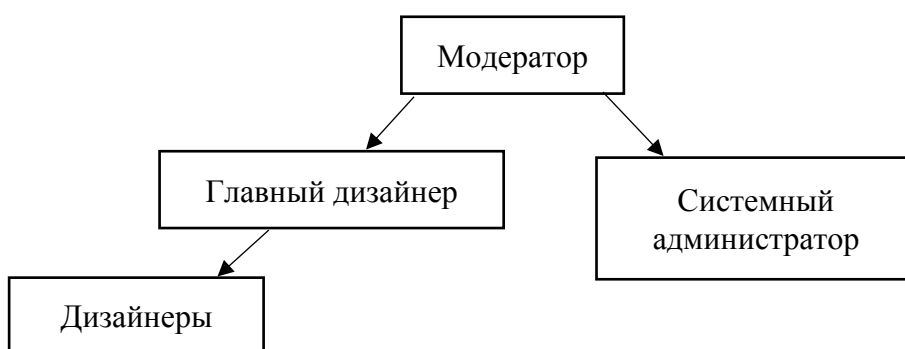 Модератор
Главный дизайнер
Системный
администратор
Дизайнеры